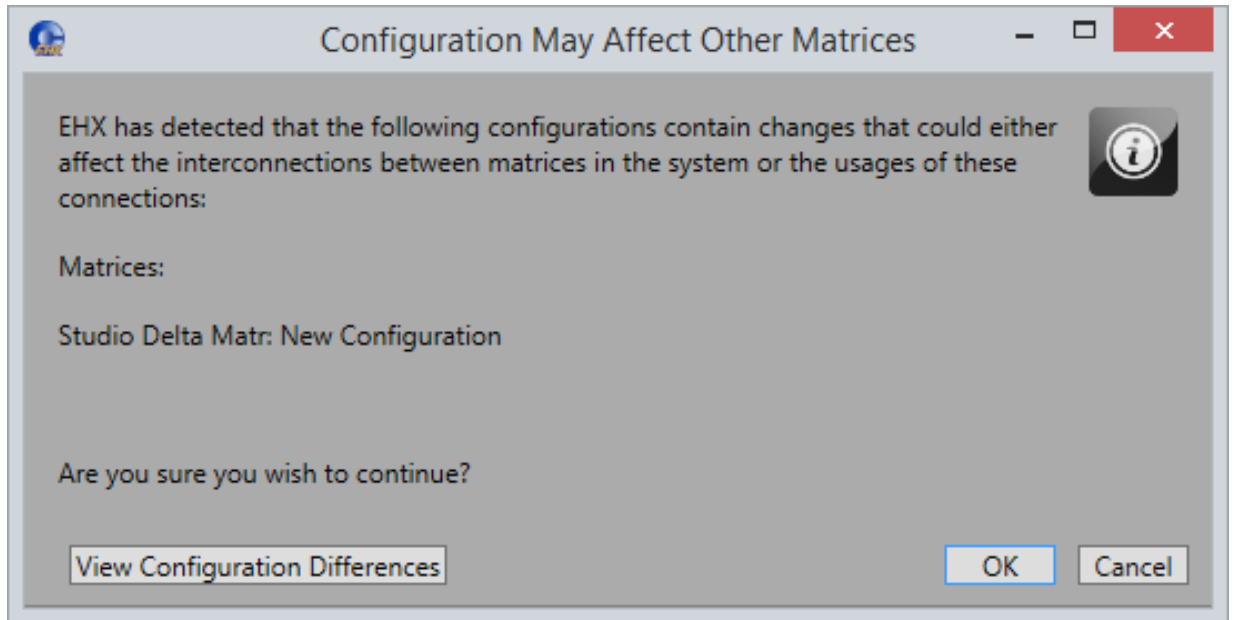 Configuration May Affect Other Matrices
EHX has detected that the following configurations contain changes that could either
affect the interconnections between matrices in the system or the usages of these
connections:
Matrices:
Studio Delta Matr: New Configuration
Are you sure you wish to continue?
View Configuration Differences
OK
Cancel